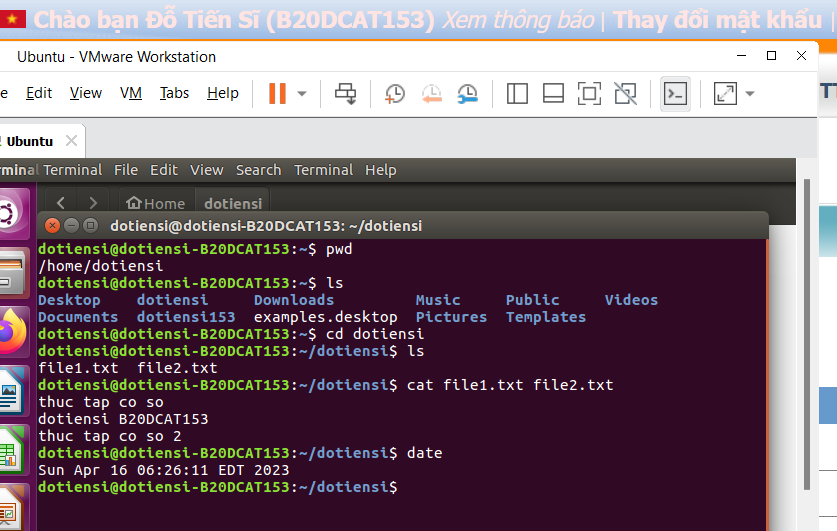 Chào bạn Đỗ Tiến Sĩ (B20DCAT153) Xem thông báo | Thay đổi mật khẩu |
Ubuntu - VMware Workstation
e Edit View VM Tabs Help
TT
Ubuntu
minal Terminal File Edit View Search Terminal Help
Home dotiensi
dotiensi@dotiensi-B20DCAT153: ~/dotiensi
dotiensi@dotiensi-B20DCAT153:~$ pwd
/home/dotiensi
dotiensi@dotiensi-B20DCAT153:~$ ls
Desktop dotiensi Downloads Music Public Videos
Documents dotiensi153 examples.desktop Pictures Templates
dotiensi@dotiensi-B20DCAT153:~$ cd dotiensi
dotiensi@dotiensi-B20DCAT153:~/dotiensi$ ls
file1.txt file2.txt
dotiensi@dotiensi-B20DCAT153:~/dotiensi$ cat file1.txt file2.txt
thuc tap co so
dotiensi B20DCAT153
thuc tap co so 2
dotiensi@dotiensi-B20DCAT153:~/dotiensi$ date
Sun Apr 16 06:26:11 EDT 2023
dotiensi@dotiensi-B20DCAT153:~/dotiensi$